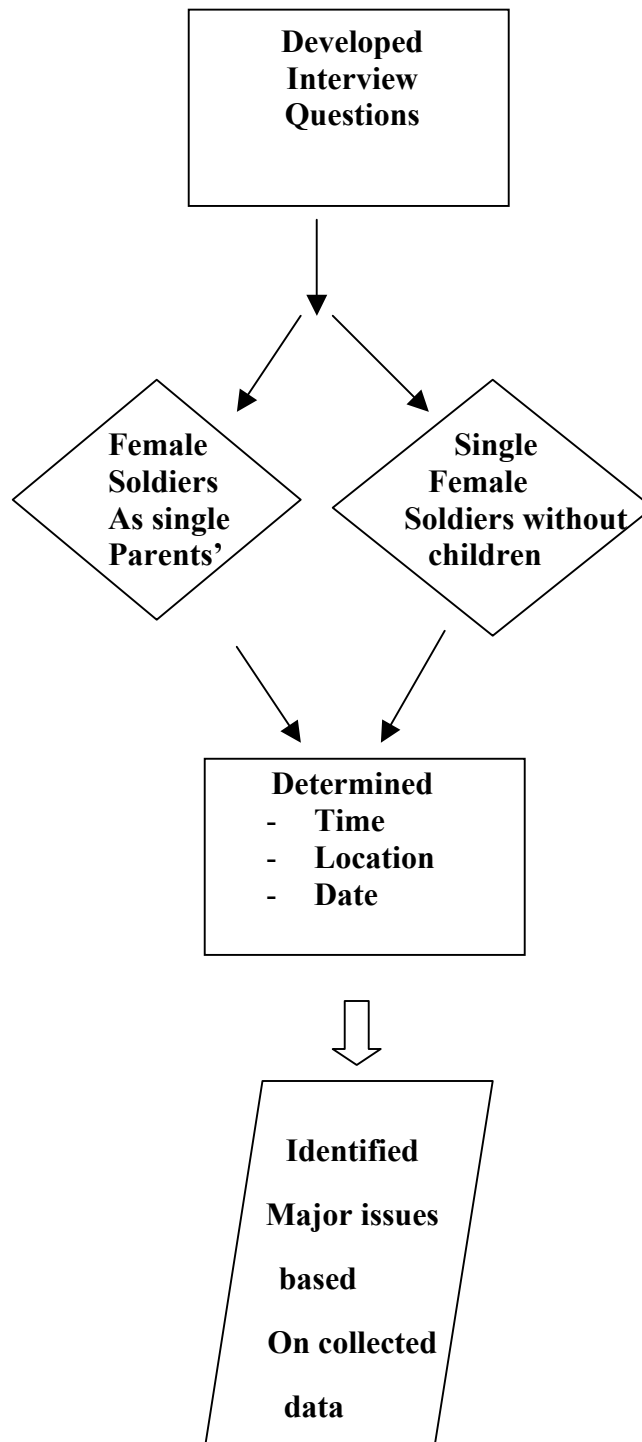 Developed
Interview
Questions
Female
Soldiers
As single
Parents’
Single
Female
Soldiers without
children
Determined
- Time
- Location
- Date
Identified
Major issues
based
On collected
data